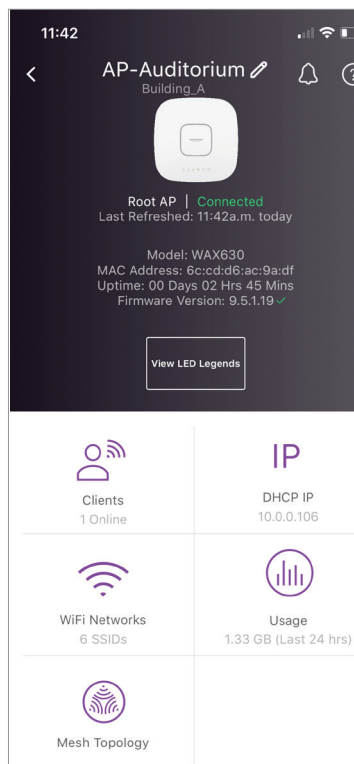 11:42
AP-Auditorium
Building_A
Root AP | Connected
Last Refreshed: 11:42a.m. today
Model: WAX630
MAC Address: 6c:cd:d6:ac:9a:df
Uptime: 00 Days 02 Hrs 45 Mins
Firmware Version: 9.5.1.19
View LED Legends
Clients
1 Online
IP
DHCP IP
10.0.0.106
WiFi Networks
6 SSIDs
Usage
1.33 GB (Last 24 hrs)
Mesh Topology